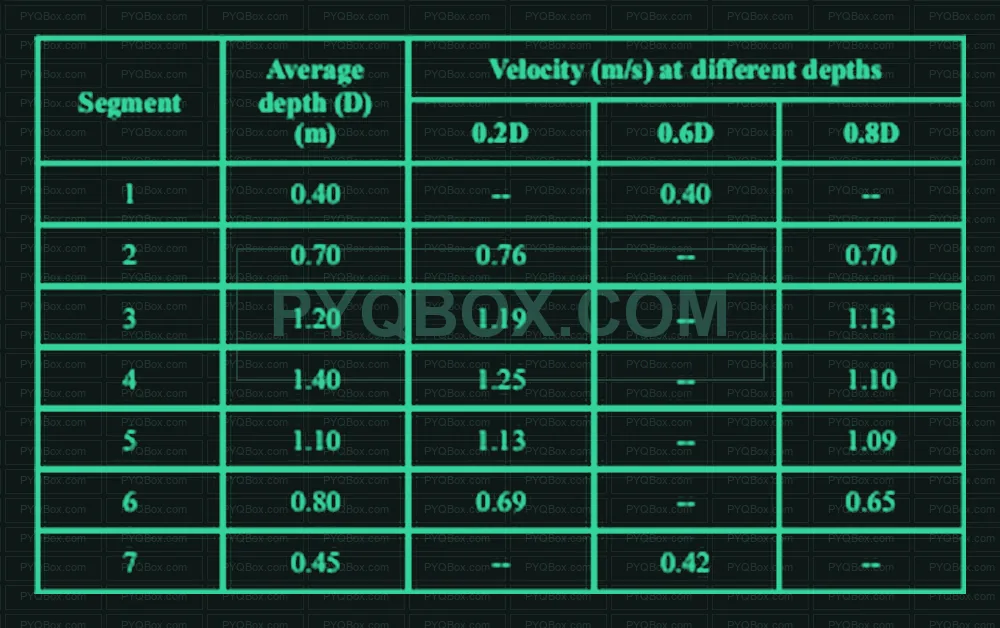 Segment Average depth (D) (m) Velocity (m/s) at different depths
0.2D 0.6D 0.8D
1 0.40 -- 0.40 --
2 0.70 0.76 -- 0.70
3 1.20 1.19 -- 1.13
4 1.40 1.25 -- 1.10
5 1.10 1.13 -- 1.09
6 0.80 0.69 -- 0.65
7 0.45 -- 0.42 --
PYQBOX.COM